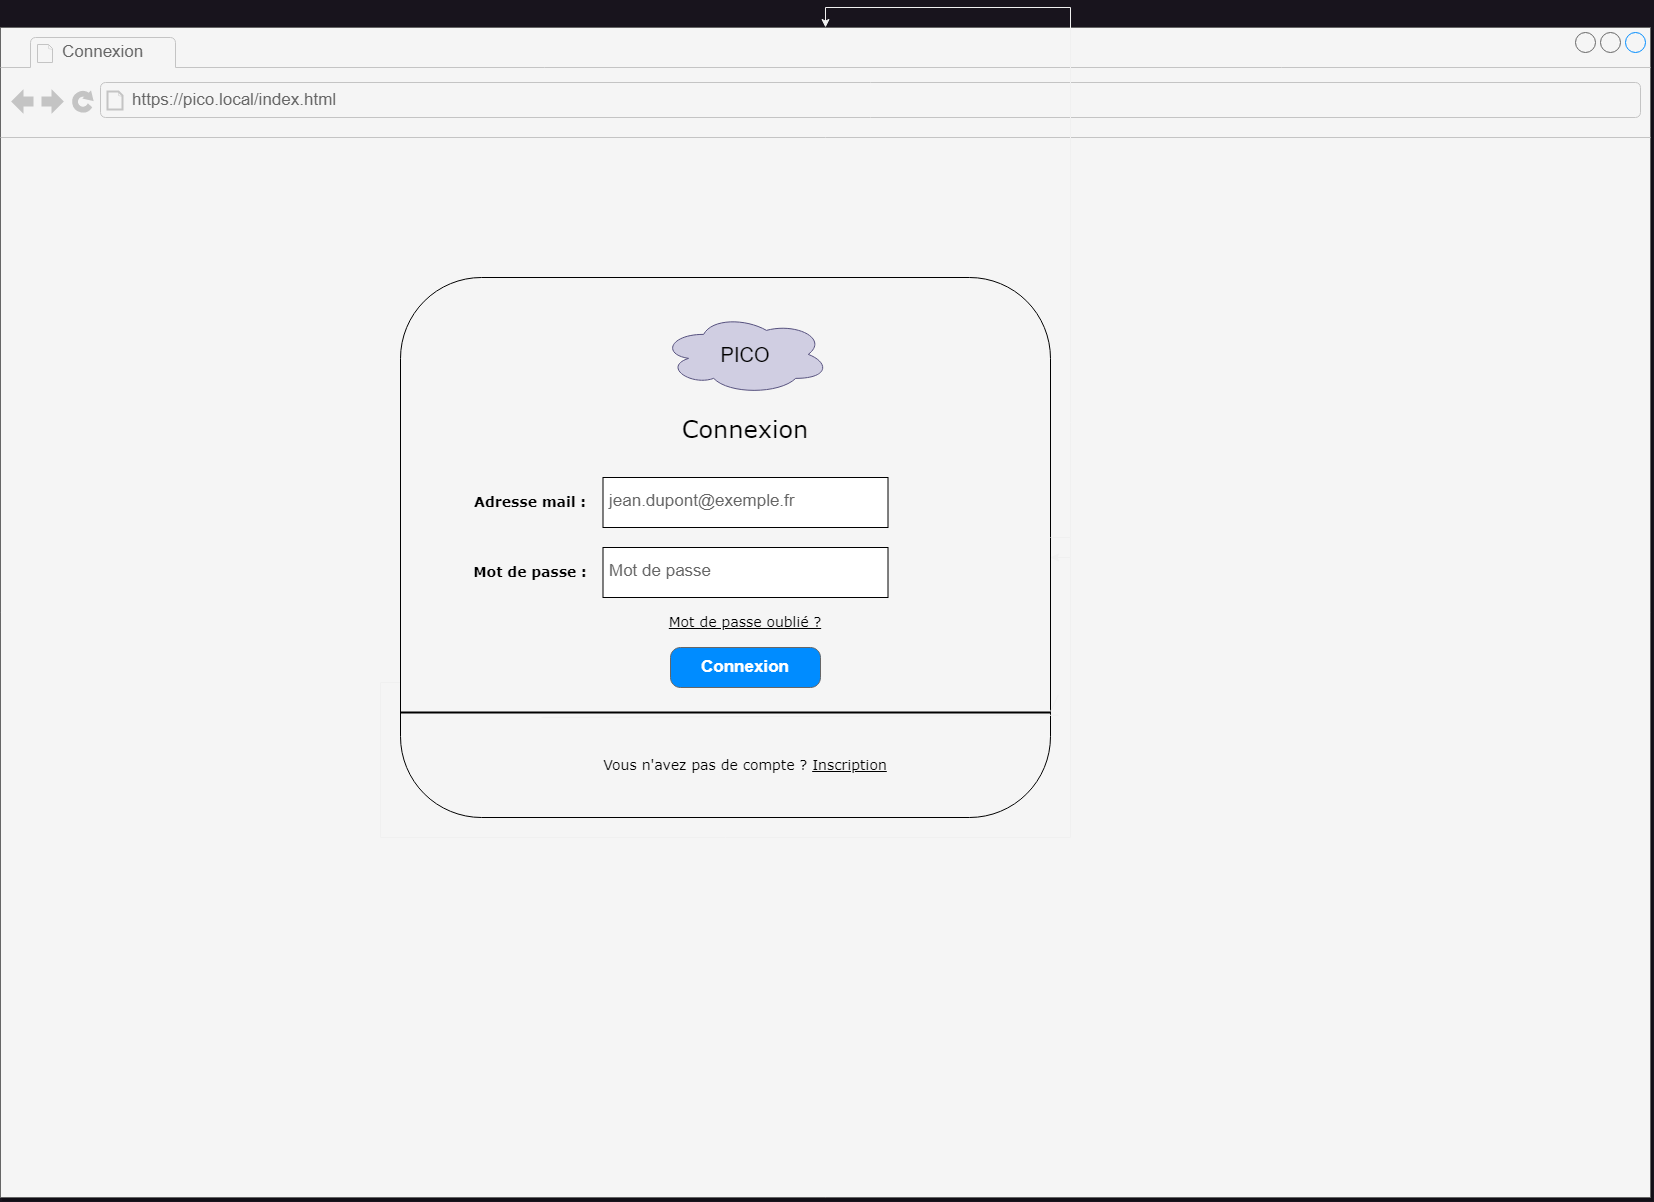 Connexion
https://pico.local/index.html
PICO
Connexion
Adresse mail : jean.dupont@exemple.fr
Mot de passe : Mot de passe
Mot de passe oublié ?
Connexion
Vous n'avez pas de compte ? Inscription